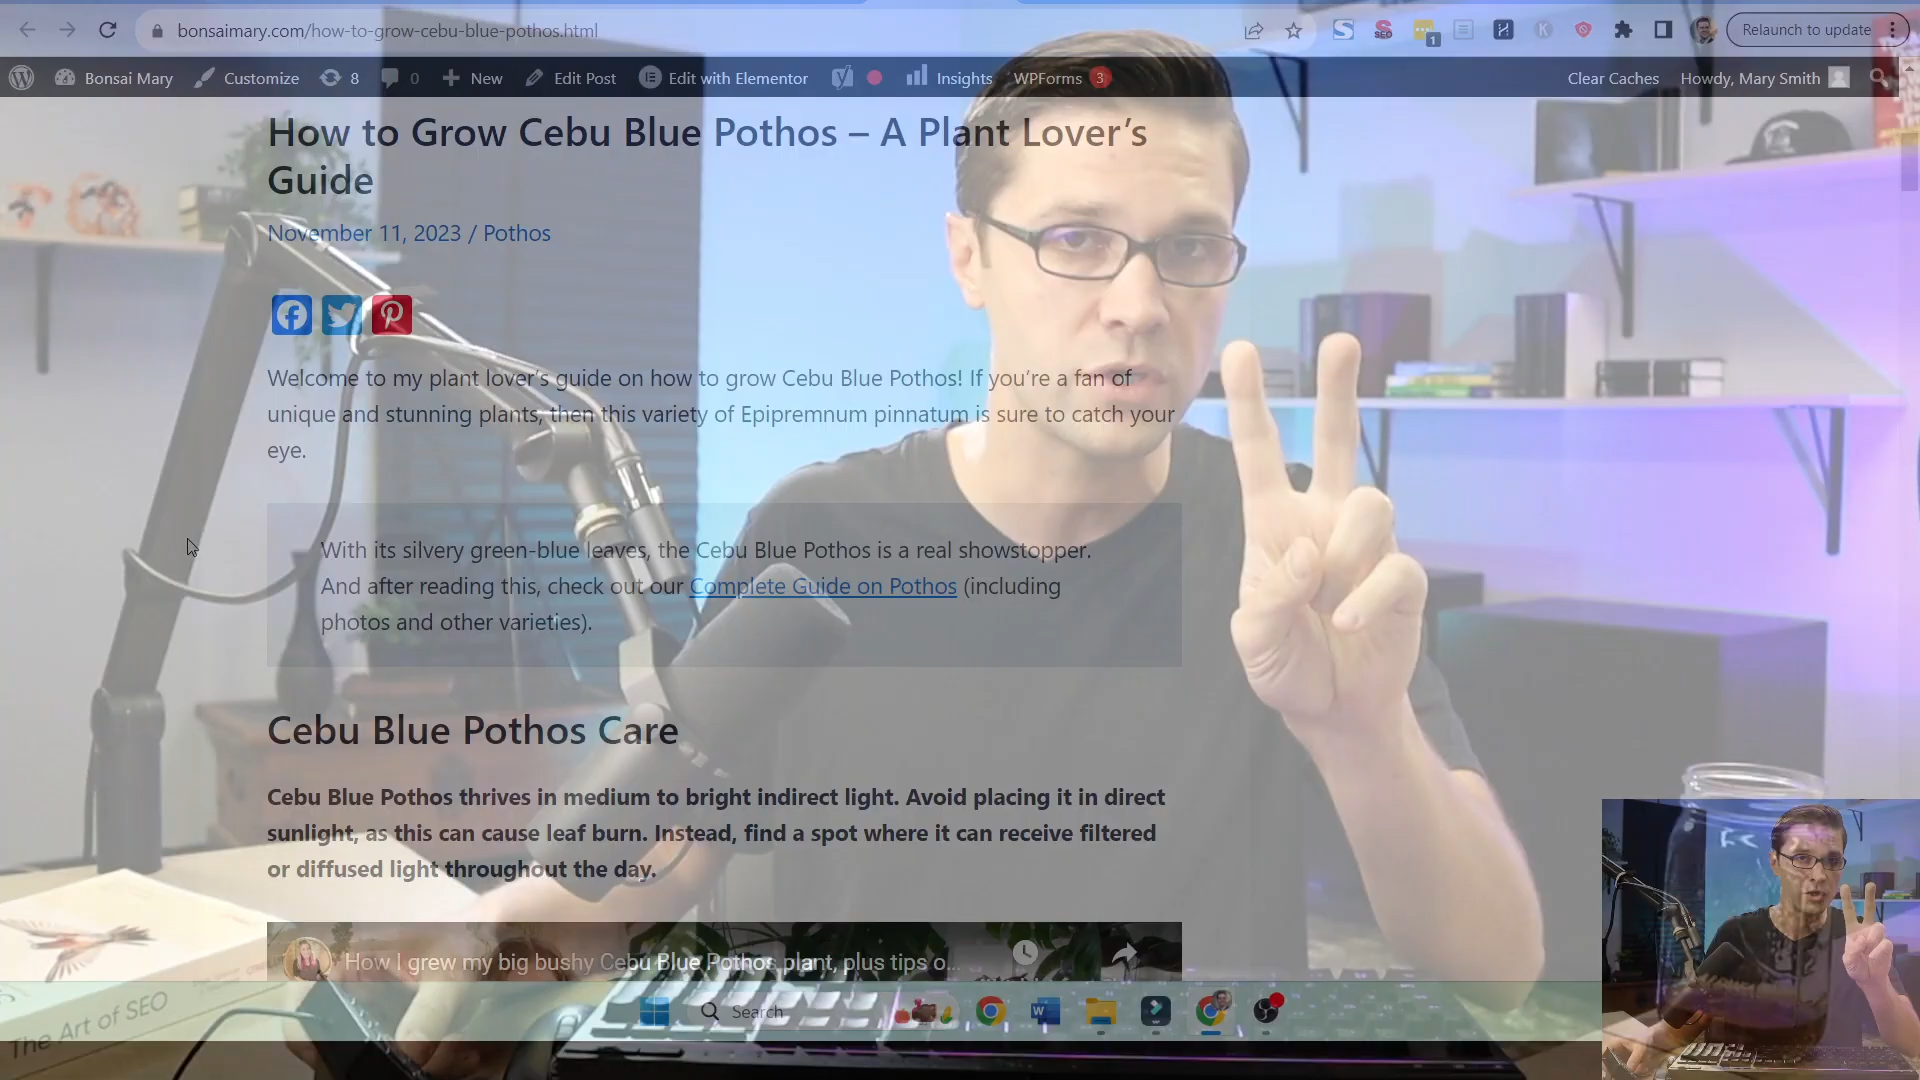 bonsaimary.com/how-to-grow-cebu-blue-pothos.html
SEO
1
Relaunch to update
Bonsai Mary
Customize
8
0
New
Edit Post
Edit with Elementor
Insights
WPForms 3
Clear Caches
Howdy, Mary Smith
How to Grow Cebu Blue Pothos – A Plant Lover's
Guide
November 11, 2023 / Pothos
Welcome to my plant lover's guide on how to grow Cebu Blue Pothos! If you're a fan of
unique and stunning plants, then this variety of Epipremnum pinnatum is sure to catch your
eye.
With its silvery green-blue leaves, the Cebu Blue Pothos is a real showstopper.
And after reading this, check out our Complete Guide on Pothos (including
photos and other varieties).
Cebu Blue Pothos Care
Cebu Blue Pothos thrives in medium to bright indirect light. Avoid placing it in direct
sunlight, as this can cause leaf burn. Instead, find a spot where it can receive filtered
or diffused light throughout the day.
How I grew my big bushy Cebu Blue Pothos plant, plus tips o...
The Art of SEO
Search